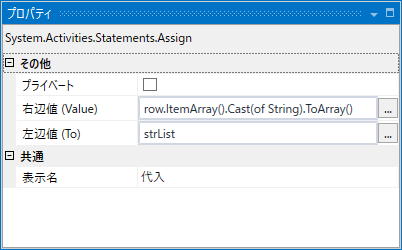 プロパティ
System.Activities.Statements.Assign
その他
プライベート
右辺値 (Value) row.ItemArray().Cast(of String).ToArray() ...
左辺値 (To) strList ...
共通
表示名 代入